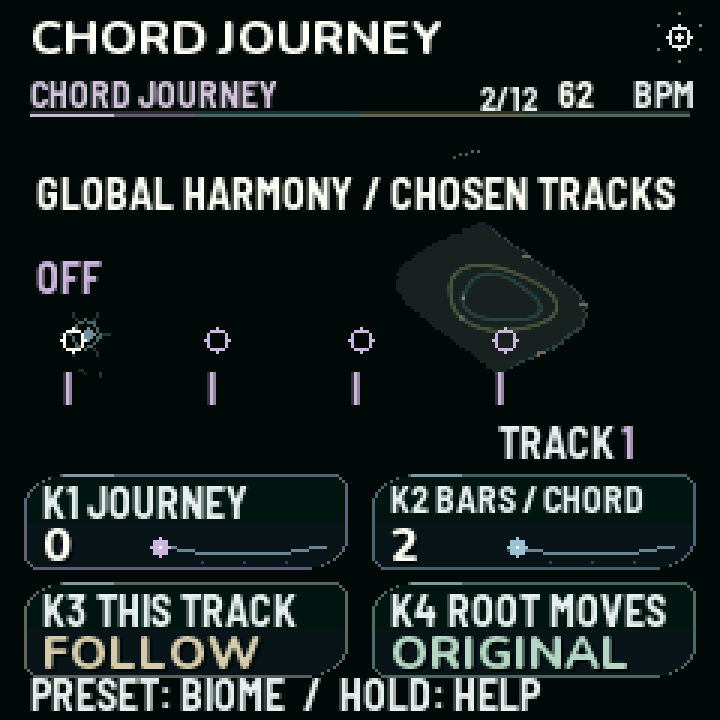 CHORD JOURNEY
CHORD JOURNEY 2/12 62 BPM
GLOBAL HARMONY / CHOSEN TRACKS
OFF
TRACK 1
K1 JOURNEY K2 BARS / CHORD
0 2
K3 THIS TRACK K4 ROOT MOVES
FOLLOW ORIGINAL
PRESET: BIOME / HOLD: HELP